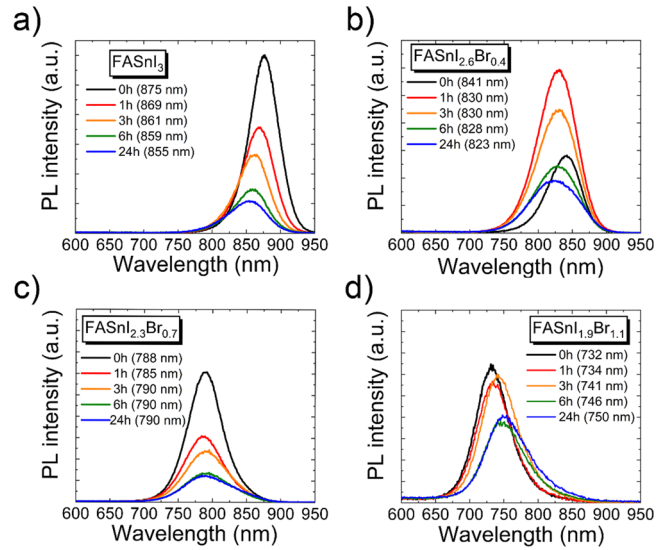 a)
FASnI₃
0h (875 nm)
1h (869 nm)
3h (861 nm)
6h (859 nm)
24h (855 nm)
PL intensity (a.u.)
600 650 700 750 800 850 900 950
Wavelength (nm)
b)
FASnI₂.₆Br₀.₄
0h (841 nm)
1h (830 nm)
3h (830 nm)
6h (828 nm)
24h (823 nm)
PL intensity (a.u.)
600 650 700 750 800 850 900 950
Wavelength (nm)
c)
FASnI₂.₃Br₀.₇
0h (788 nm)
1h (785 nm)
3h (790 nm)
6h (790 nm)
24h (790 nm)
PL intensity (a.u.)
600 650 700 750 800 850 900 950
Wavelength (nm)
d)
FASnI₁.₉Br₁.₁
0h (732 nm)
1h (734 nm)
3h (741 nm)
6h (746 nm)
24h (750 nm)
PL intensity (a.u.)
600 650 700 750 800 850 900 950
Wavelength (nm)